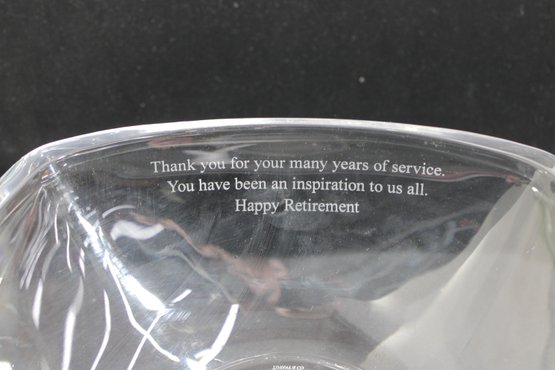 Thank you for your many years of service.
You have been an inspiration to us all.
Happy Retirement